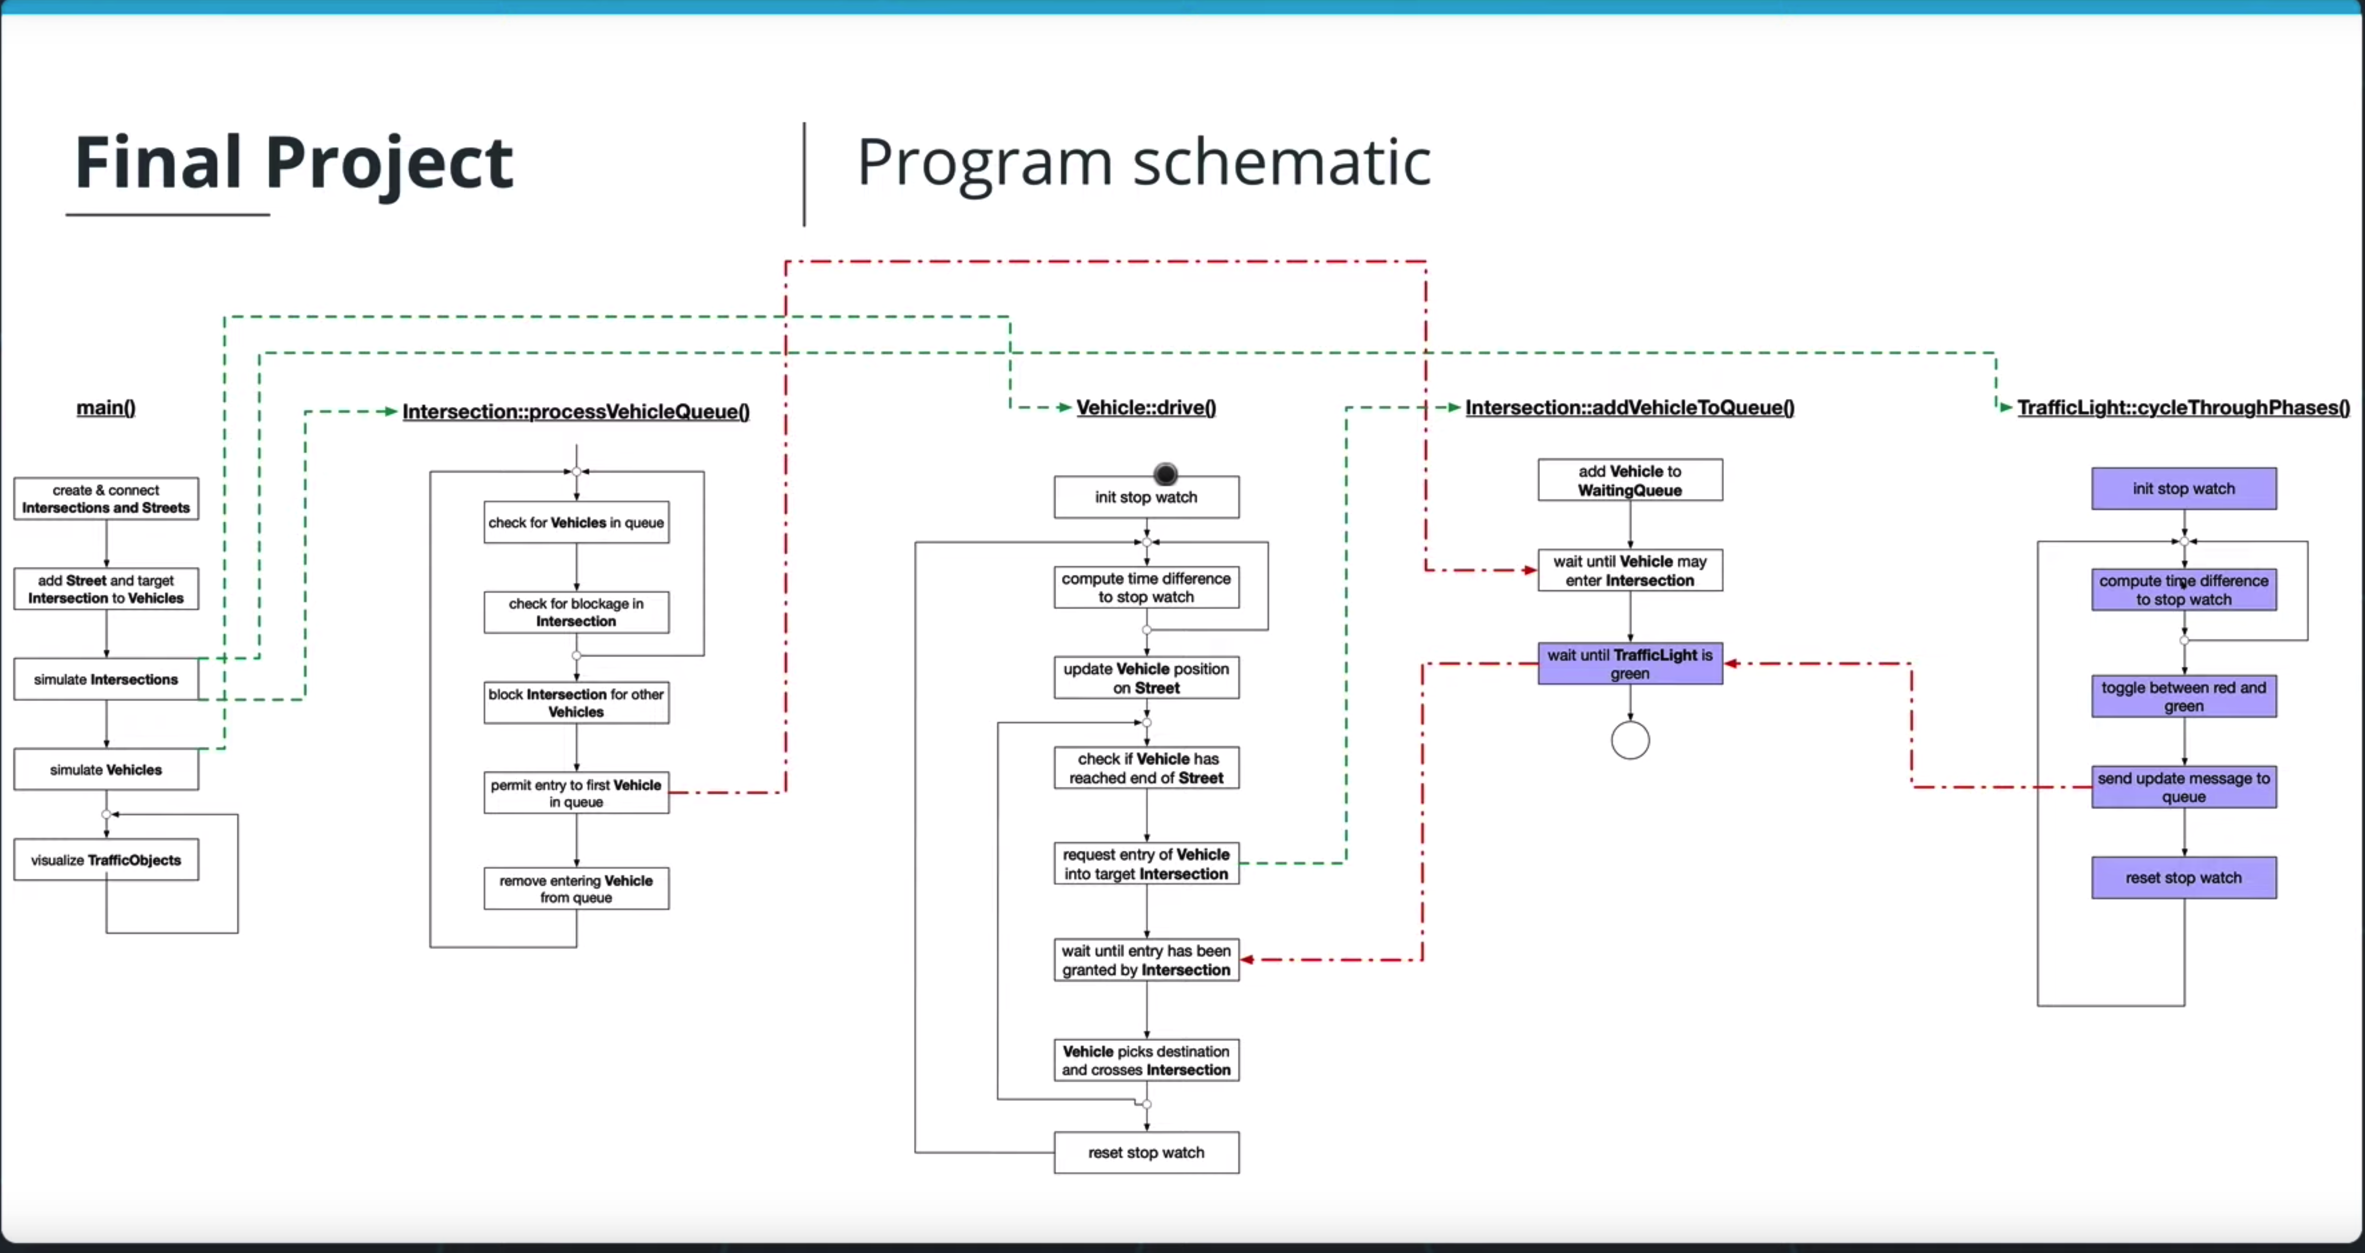 Final Project
Program schematic
main()
create & connect
Intersections and Streets
add Street and target
Intersection to Vehicles
simulate Intersections
simulate Vehicles
visualize TrafficObjects
Intersection::processVehicleQueue()
check for Vehicles in queue
check for blockage in
Intersection
block Intersection for other
Vehicles
permit entry to first Vehicle
in queue
remove entering Vehicle
from queue
Vehicle::drive()
init stop watch
compute time difference
to stop watch
update Vehicle position
on Street
check if Vehicle has
reached end of Street
request entry of Vehicle
into target Intersection
wait until entry has been
granted by Intersection
Vehicle picks destination
and crosses Intersection
reset stop watch
Intersection::addVehicleToQueue()
add Vehicle to
WaitingQueue
wait until Vehicle may
enter Intersection
wait until TrafficLight is
green
TrafficLight::cycleThroughPhases()
init stop watch
compute time difference
to stop watch
toggle between red and
green
send update message to
queue
reset stop watch